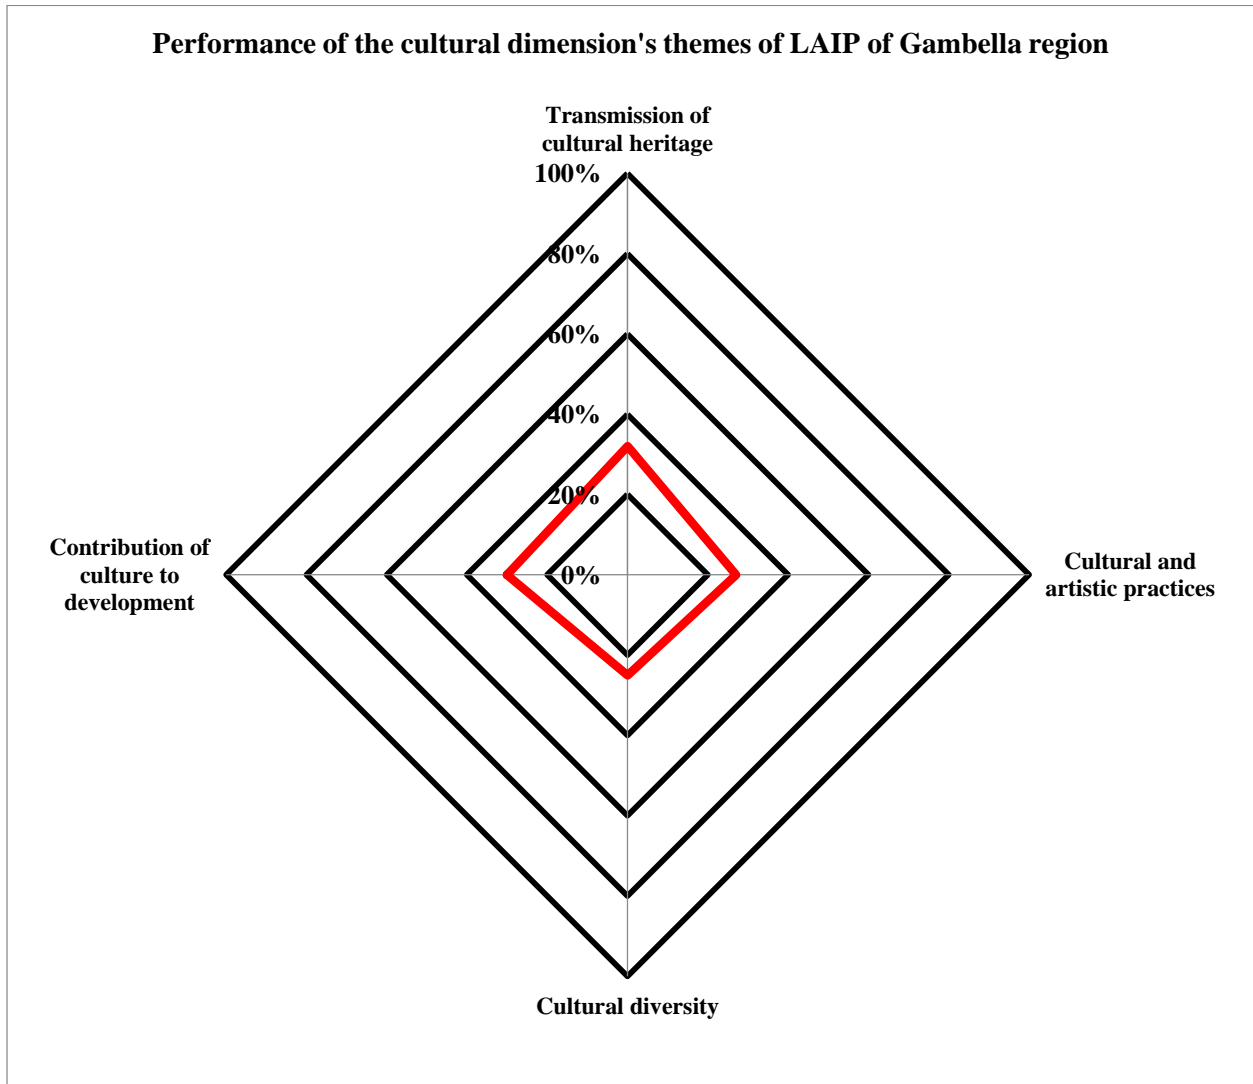 Performance of the cultural dimension's themes of LAIP of Gambella region
Transmission of
cultural heritage
100%
80%
60%
40%
20%
0%
Contribution of
culture to
development
Cultural and
artistic practices
Cultural diversity